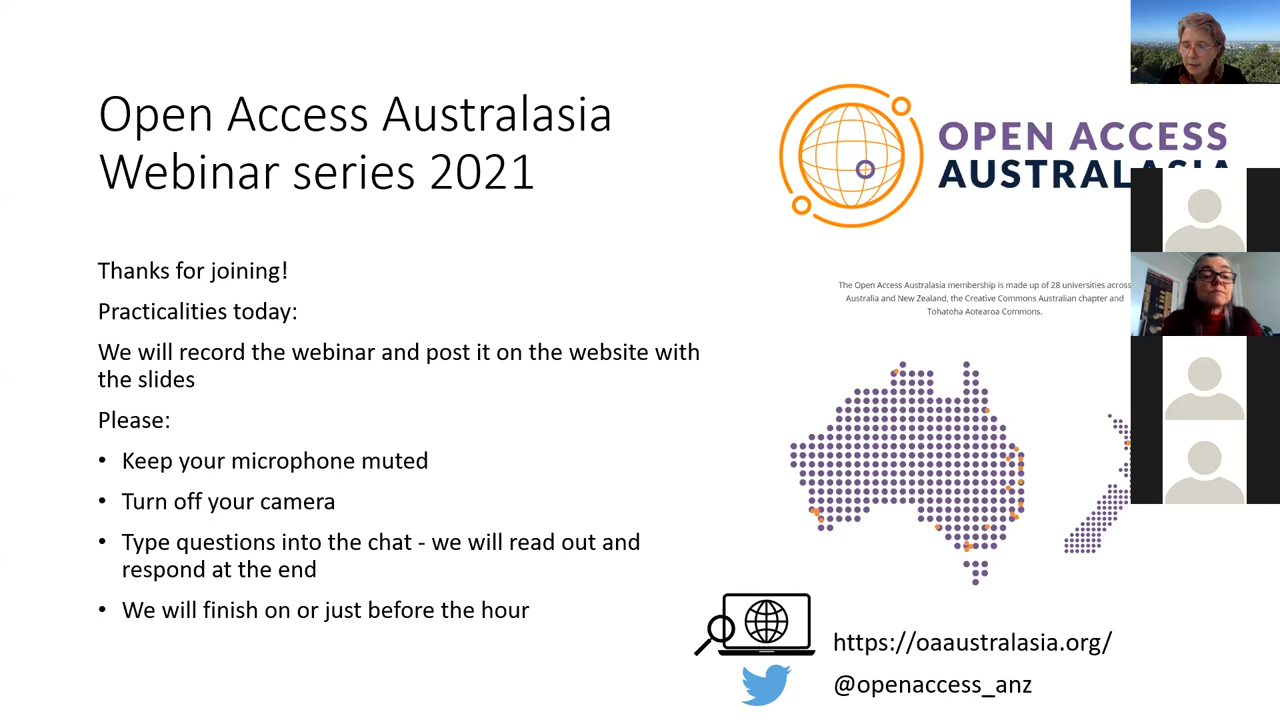 Open Access Australasia
Webinar series 2021
Thanks for joining!
Practicalities today:
We will record the webinar and post it on the website with
the slides
Please:
• Keep your microphone muted
• Turn off your camera
• Type questions into the chat - we will read out and
respond at the end
• We will finish on or just before the hour
OPEN ACCESS
AUSTRALASIA
The Open Access Australasia membership is made up of 28 universities across
Australia and New Zealand, the Creative Commons Australian chapter and
Tohatoha Aotearoa Commons.
https://oaaustralasia.org/
@openaccess_anz